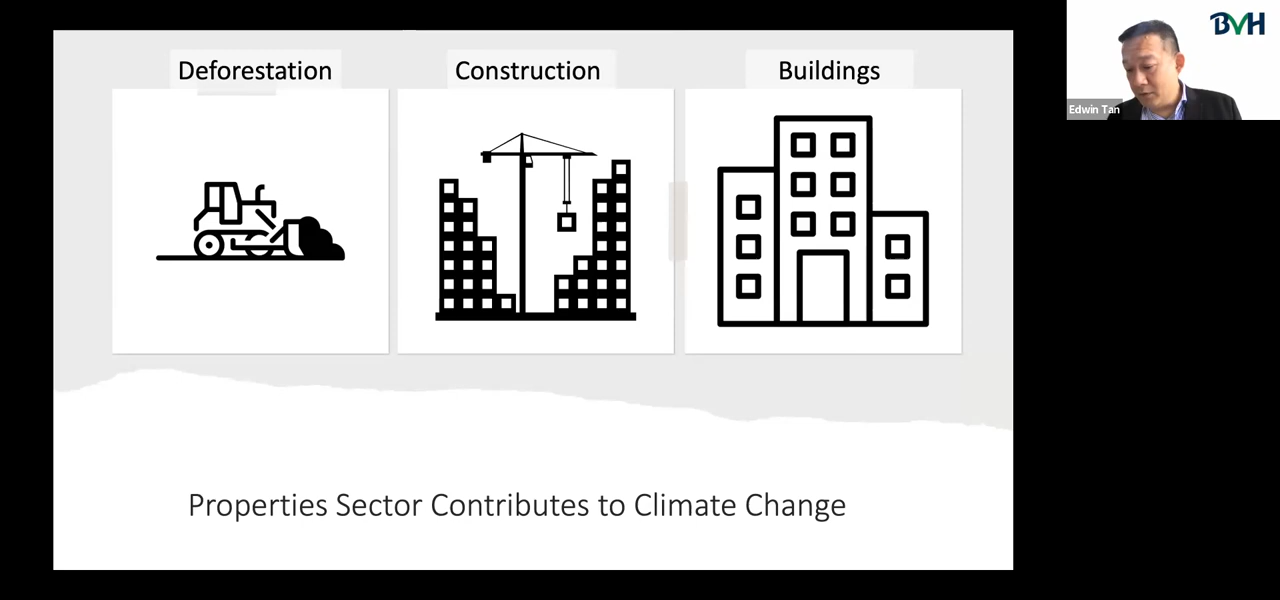 Deforestation
Construction
Buildings
Properties Sector Contributes to Climate Change
BVH
Edwin Tan